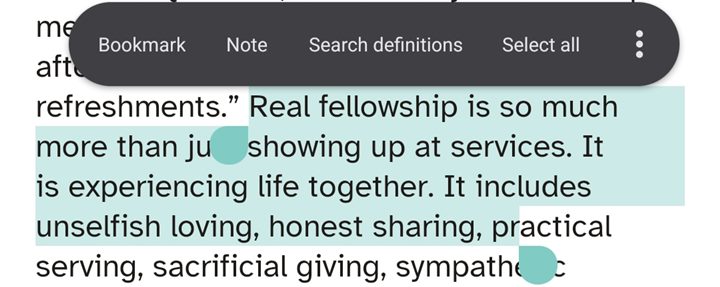 Bookmark Note Search definitions Select all
refreshments.” Real fellowship is so much
more than showing up at services. It
is experiencing life together. It includes
unselfish loving, honest sharing, practical
serving, sacrificial giving,